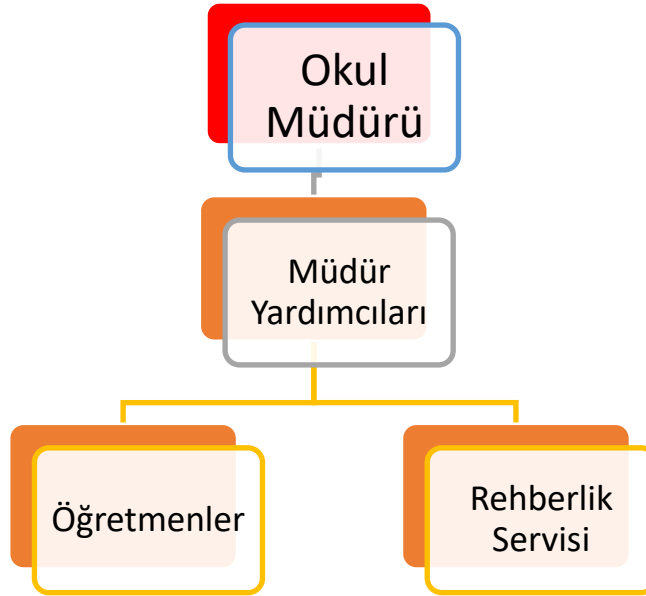 Okul
Müdürü
Müdür
Yardımcıları
Öğretmenler
Rehberlik
Servisi